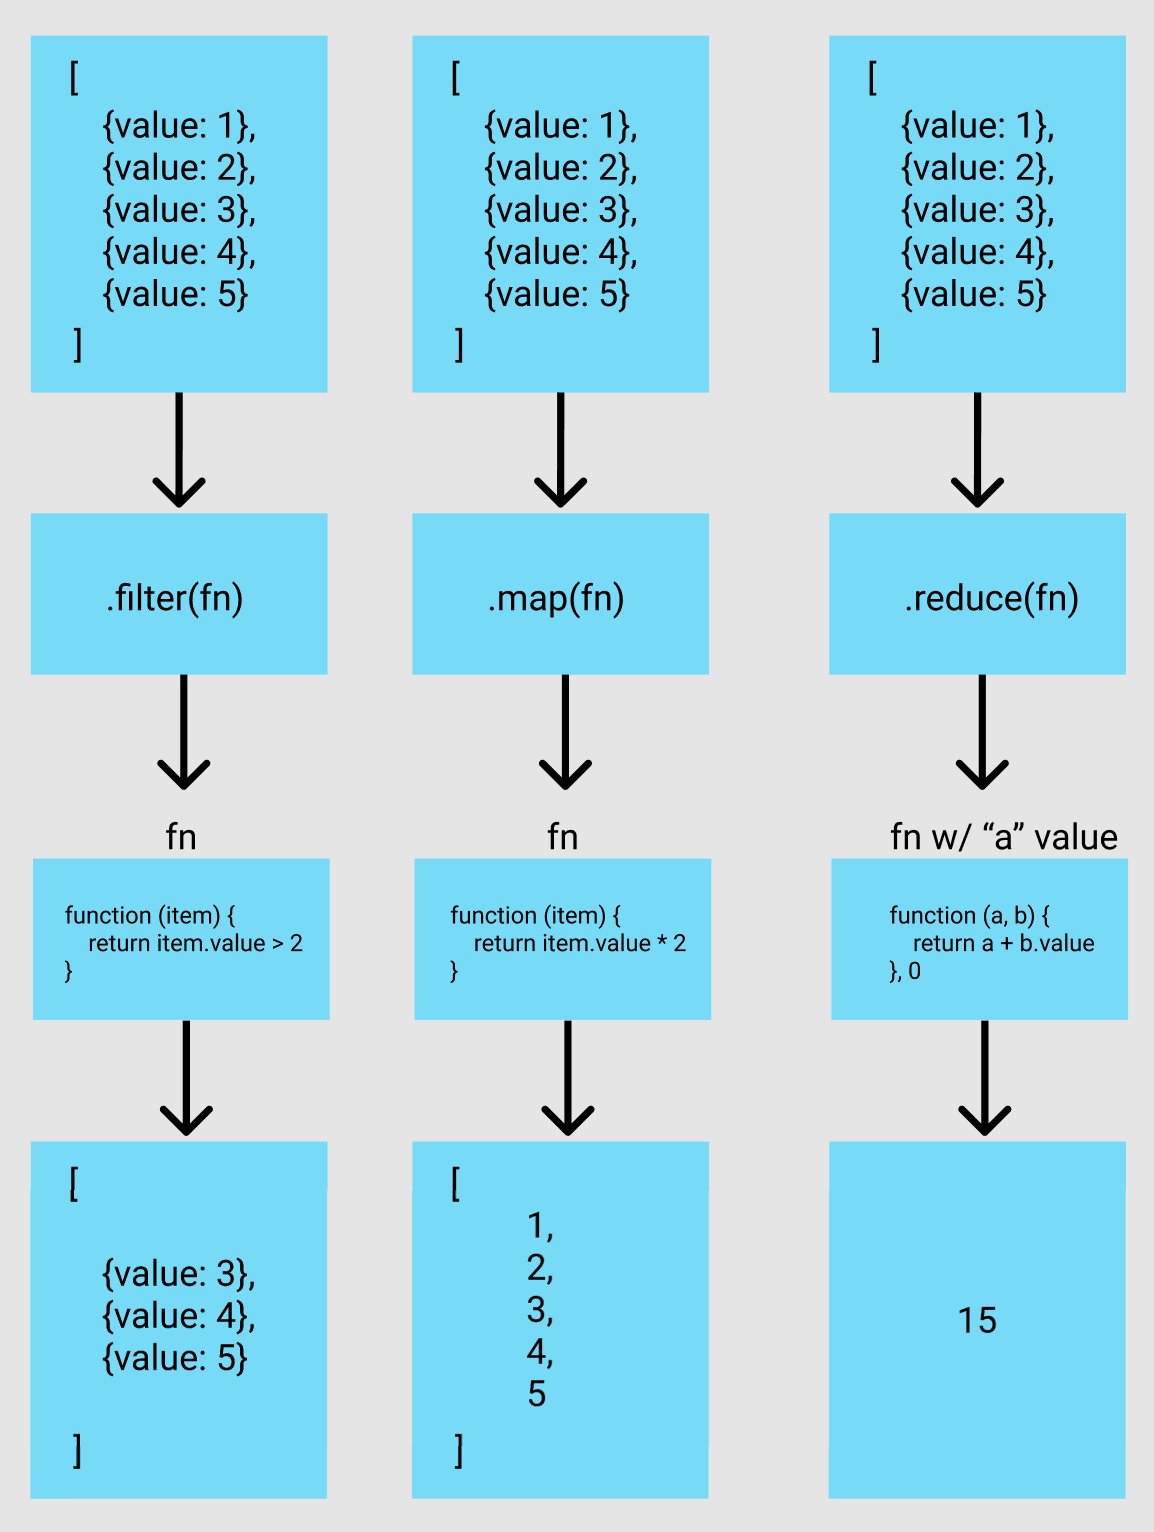 [
{value: 1},
{value: 2},
{value: 3},
{value: 4},
{value: 5}
]
.filter(fn)
fn
function (item) {
return item.value > 2
}
[
{value: 3},
{value: 4},
{value: 5}
]
[
{value: 1},
{value: 2},
{value: 3},
{value: 4},
{value: 5}
]
.map(fn)
fn
function (item) {
return item.value * 2
}
[
1,
2,
3,
4,
5
]
[
{value: 1},
{value: 2},
{value: 3},
{value: 4},
{value: 5}
]
.reduce(fn)
fn w/ “a” value
function (a, b) {
return a + b.value
}, 0
15